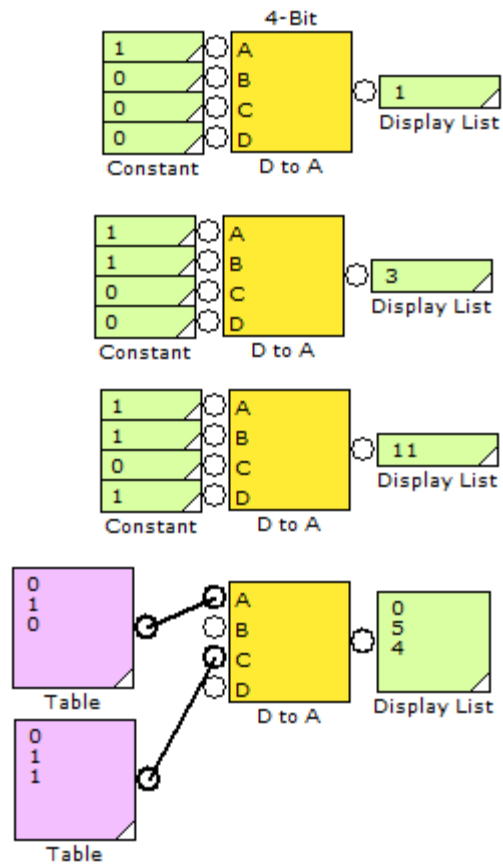 4-Bit
1 A
0 B
0 C
0 D
1
Constant
D to A
Display List
1 A
1 B
0 C
0 D
3
Constant
D to A
Display List
1 A
1 B
0 C
1 D
11
Constant
D to A
Display List
0
1
0
Table
A
B
C
D
D to A
0
5
4
Display List
0
1
1
Table